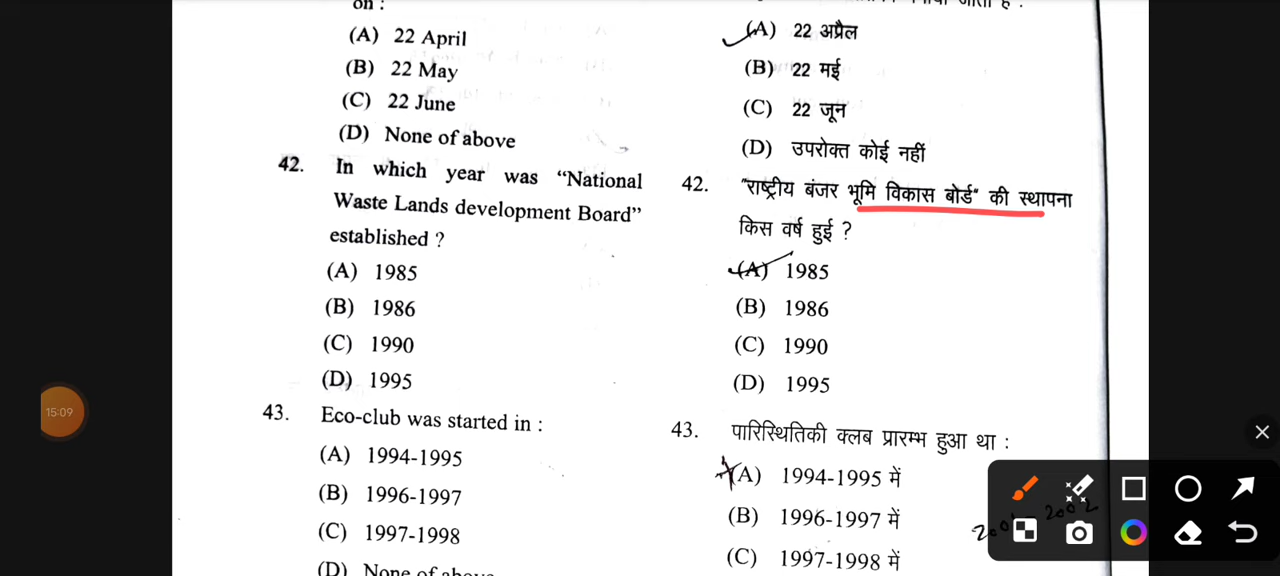 on :
(A) 22 April
(B) 22 May
(C) 22 June
(D) None of above
42. In which year was “National
Waste Lands development Board”
established ?
(A) 1985
(B) 1986
(C) 1990
(D) 1995
43. Eco-club was started in :
(A) 1994-1995
(B) 1996-1997
(C) 1997-1998
(D) None of above
(A) 22 अप्रैल
(B) 22 मई
(C) 22 जून
(D) उपरोक्त कोई नहीं
42. "राष्ट्रीय बंजर भूमि विकास बोर्ड" की स्थापना
किस वर्ष हुई ?
(A) 1985
(B) 1986
(C) 1990
(D) 1995
43. पारिस्थितिकी क्लब प्रारम्भ हुआ था :
(A) 1994-1995 में
(B) 1996-1997 में
(C) 1997-1998 में
15:09